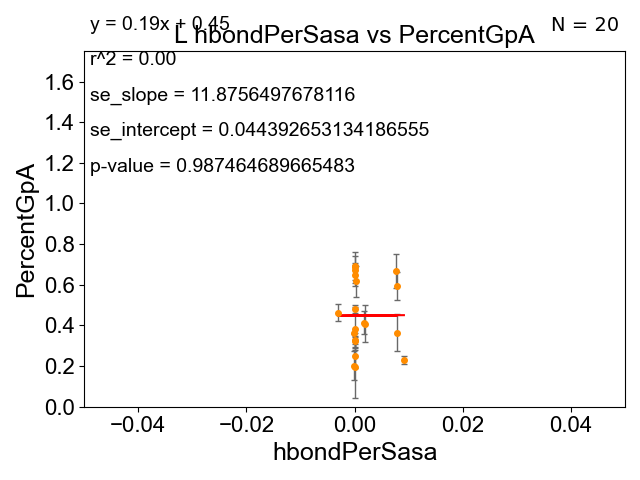 y = 0.19x + 0.45
N = 20
L hbondPerSasa vs PercentGpA
r^2 = 0.00
se_slope = 11.8756497678116
se_intercept = 0.044392653134186555
p-value = 0.987464689665483
PercentGpA
1.6
1.4
1.2
1.0
0.8
0.6
0.4
0.2
0.0
−0.04 −0.02 0.00 0.02 0.04
hbondPerSasa